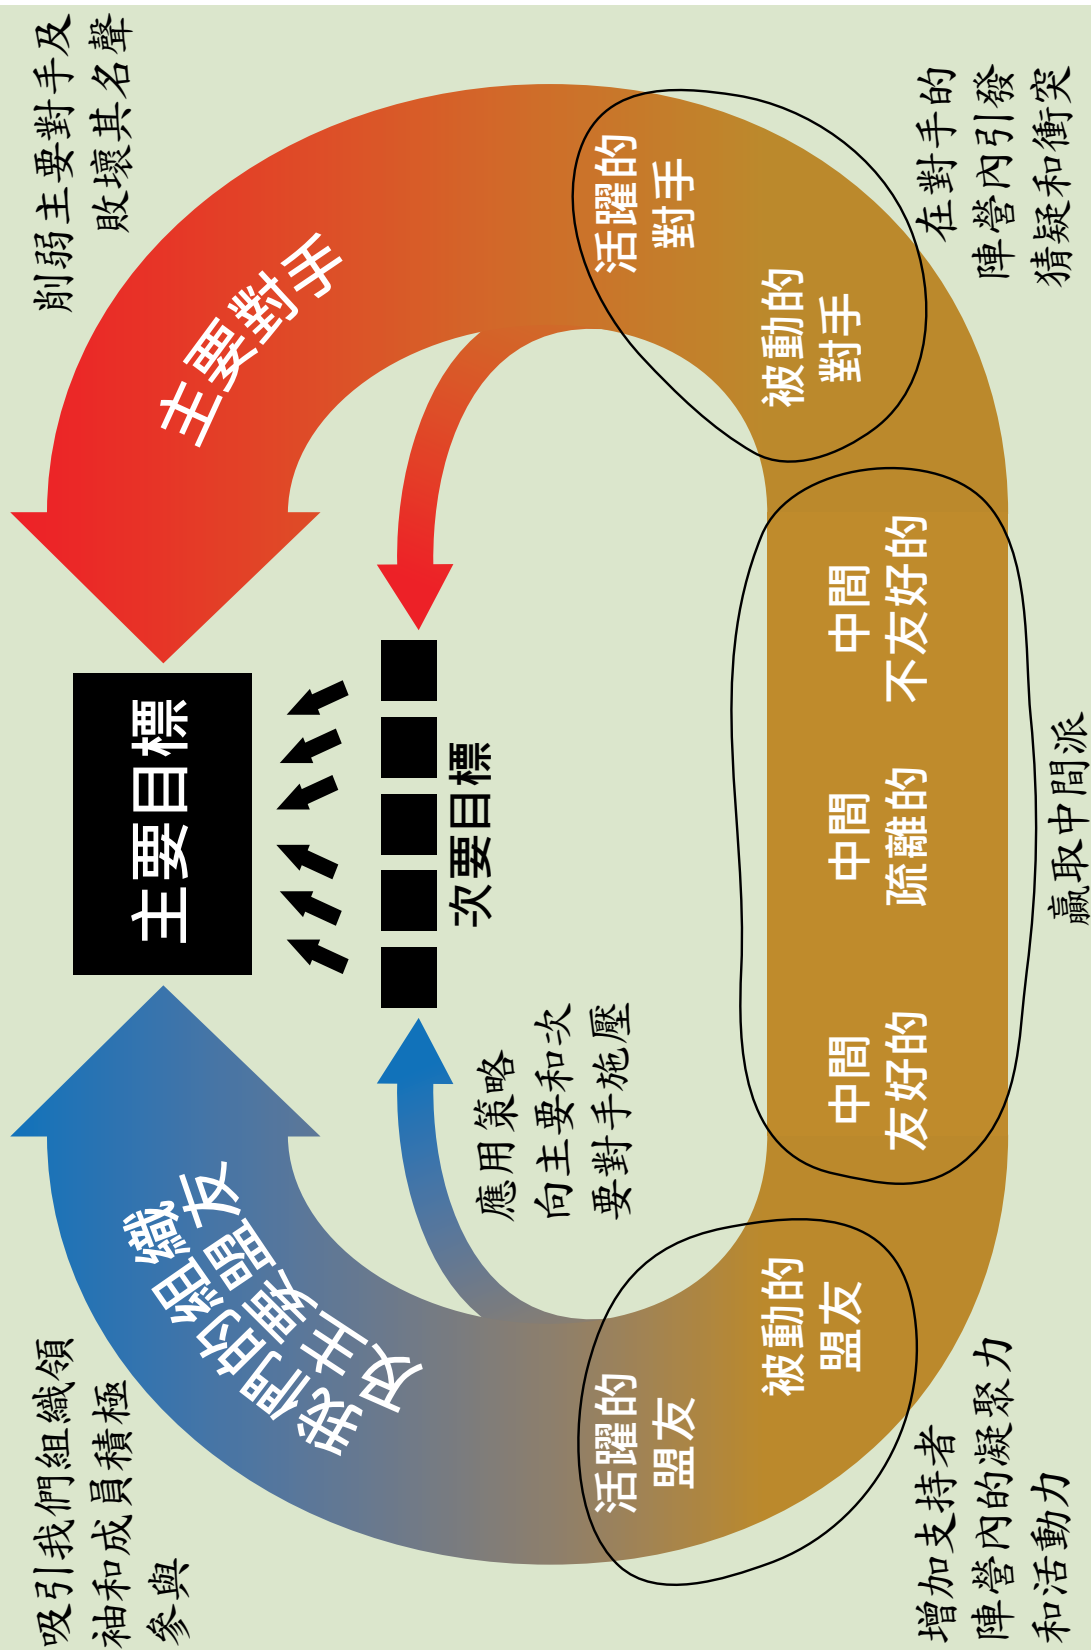 吸引我們組織領
袖和成員積極
參與
削弱主要對手及
敗壞其名聲
我們的組織
及主要盟友
主要目標
主要對手
次要目標
應用策略
向主要和次
要對手施壓
活躍的
盟友
被動的
盟友
中間
友好的
中間
疏離的
中間
不友好的
被動的
對手
活躍的
對手
增加支持者
陣營內的凝聚力
和活動力
贏取中間派
在對手的
陣營內引發
猜疑和衝突